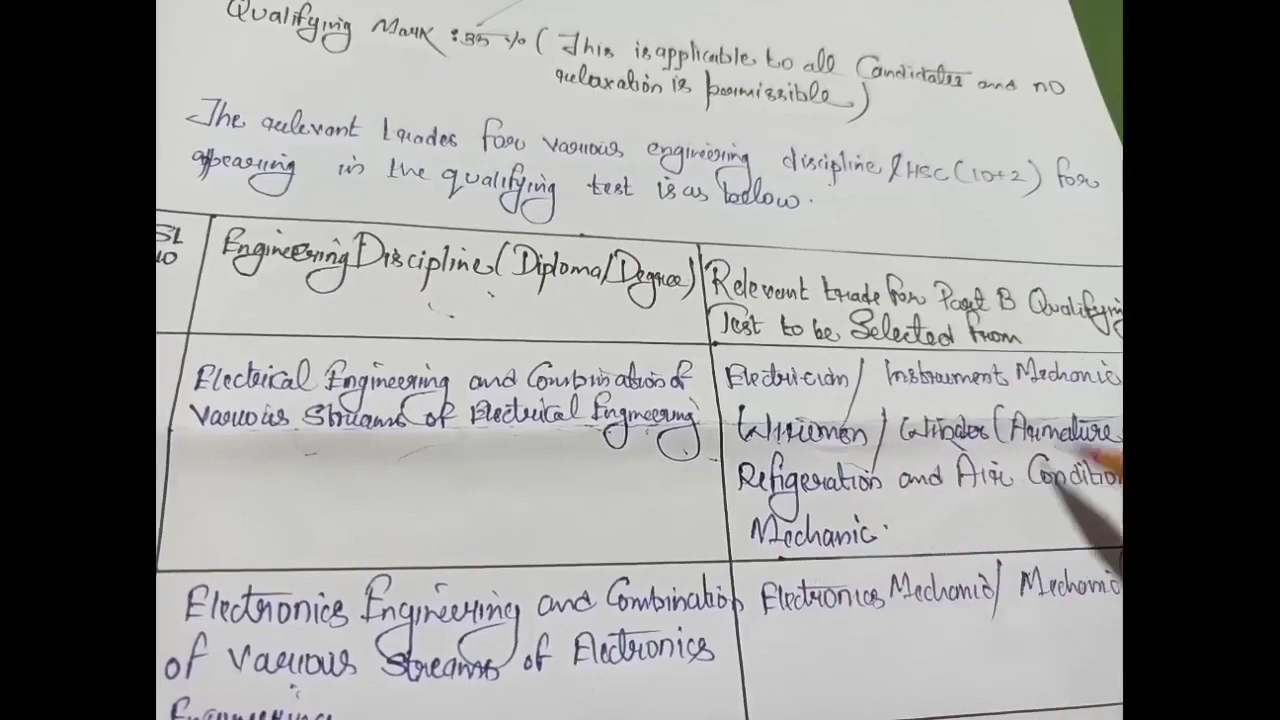 Qualifying Mark : 35 % ( This is applicable to all Candidates and no
relaxation is permissible )
The relevant trades for various engineering discipline / HSC (10+2) for
appearing in the qualifying test is as below.
SL
NO
Engineering Discipline ( Diploma/Degree )
Relevant trade for Part B Qualifying
Test to be Selected from
Electrical Engineering and Combination of
various Streams of Electrical Engineering
Electrician / Instrument Mechanic
Wiremen / Winder ( Armature
Refigeration and Air Condition
Mechanic.
Electronics Engineering and Combination
of various Streams of Electronics
Engineering
Electronics Mechanic / Mechanic